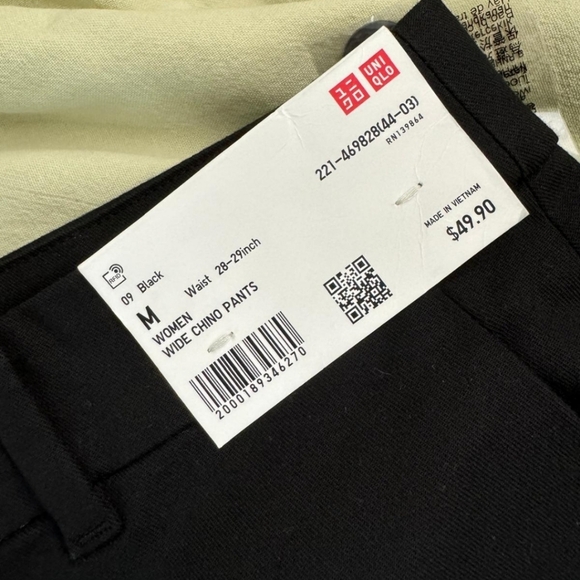 ユニ
クロ
UNI
QLO
221-469828(44-03)
RN139864
RFID
09 Black
M
Waist 28-29inch
WOMEN
WIDE CHINO PANTS
MADE IN VIETNAM
$49.90
2000189346270